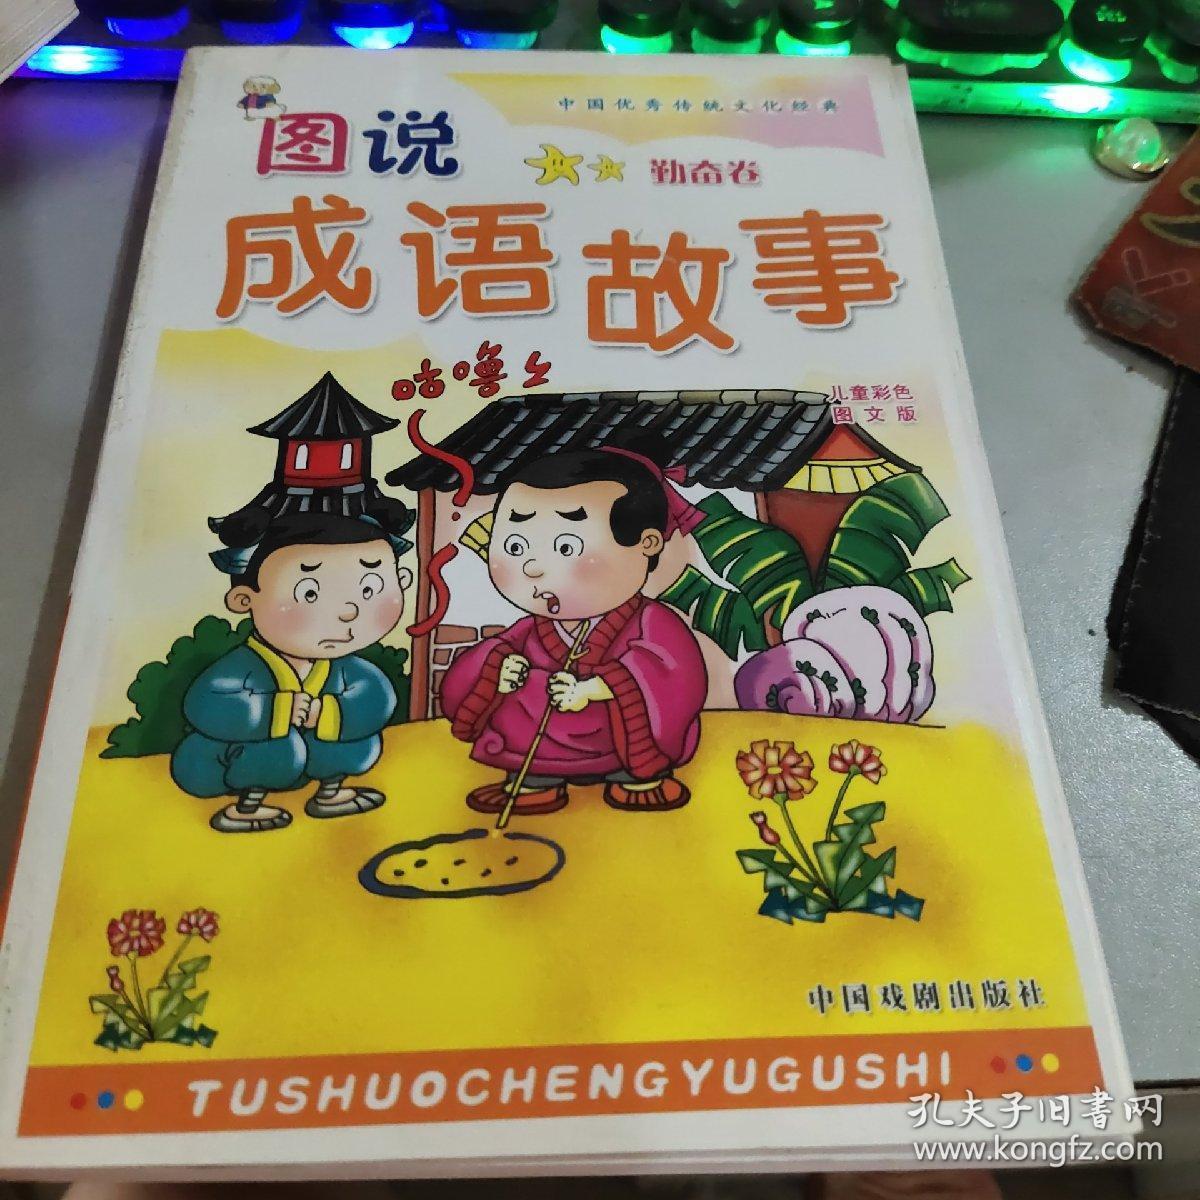 中国优秀传统文化经典
图说
勤奋卷
成语故事
咕噜
儿童彩色
图文版
中国戏剧出版社
TUSHUOCHENGYUGUSHI
孔夫子旧书网
www.kongfz.com